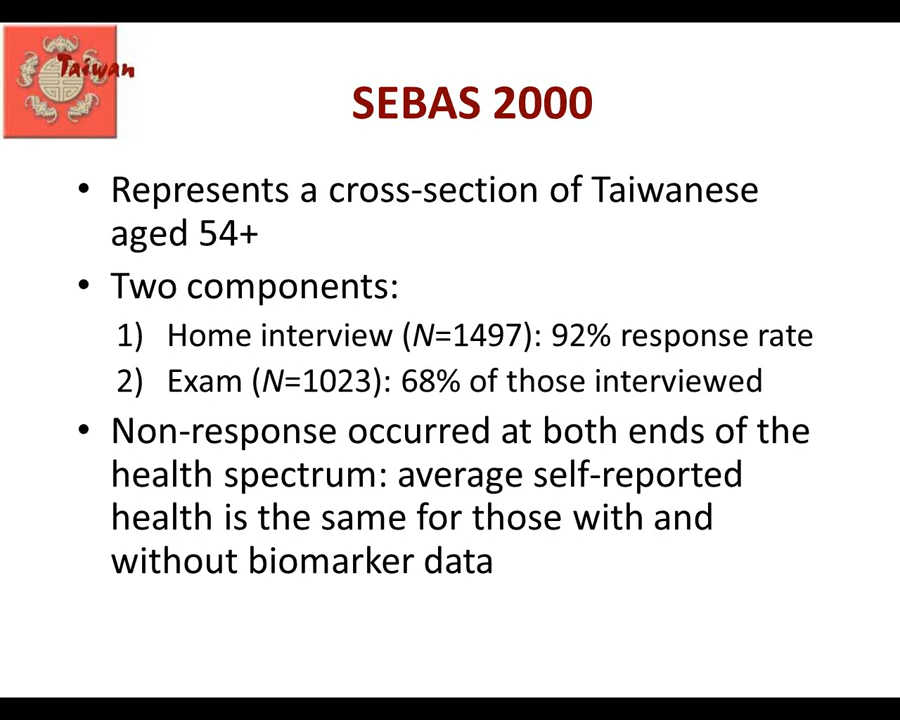 Taiwan
SEBAS 2000
• Represents a cross-section of Taiwanese
aged 54+
• Two components:
1) Home interview (N=1497): 92% response rate
2) Exam (N=1023): 68% of those interviewed
• Non-response occurred at both ends of the
health spectrum: average self-reported
health is the same for those with and
without biomarker data